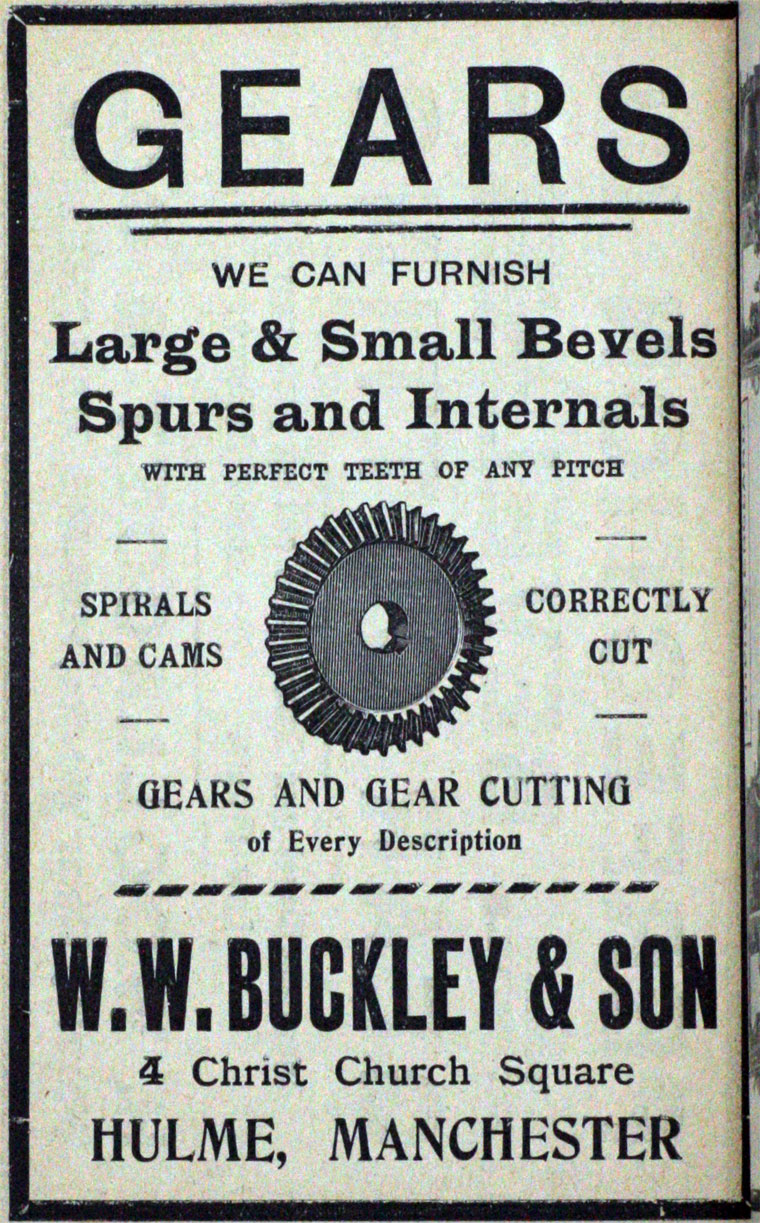 GEARS
WE CAN FURNISH
Large & Small Bevels
Spurs and Internals
WITH PERFECT TEETH OF ANY PITCH
SPIRALS
AND CAMS
CORRECTLY
CUT
GEARS AND GEAR CUTTING
of Every Description
W. W. BUCKLEY & SON
4 Christ Church Square
HULME, MANCHESTER